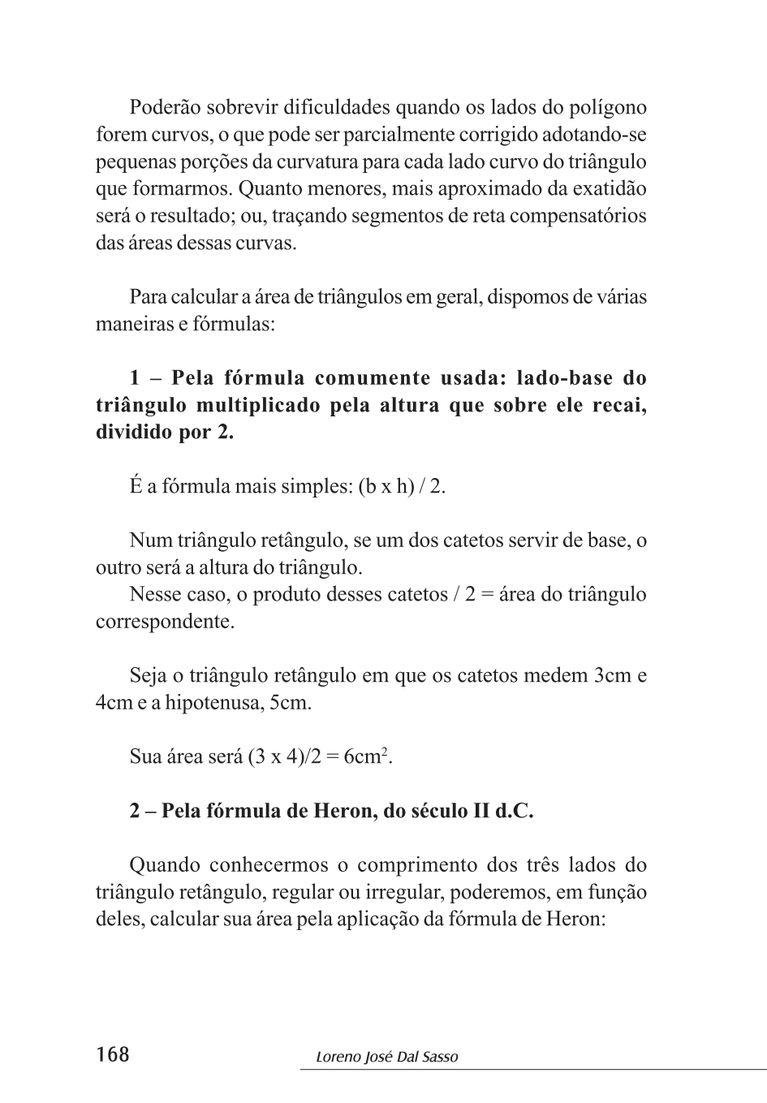 Poderão sobrevir dificuldades quando os lados do polígono
forem curvos, o que pode ser parcialmente corrigido adotando-se
pequenas porções da curvatura para cada lado curvo do triângulo
que formarmos. Quanto menores, mais aproximado da exatidão
será o resultado; ou, traçando segmentos de reta compensatórios
das áreas dessas curvas.
Para calcular a área de triângulos em geral, dispomos de várias
maneiras e fórmulas:
1 – Pela fórmula comumente usada: lado-base do
triângulo multiplicado pela altura que sobre ele recai,
dividido por 2.
É a fórmula mais simples: (b x h) / 2.
Num triângulo retângulo, se um dos catetos servir de base, o
outro será a altura do triângulo.
Nesse caso, o produto desses catetos / 2 = área do triângulo
correspondente.
Seja o triângulo retângulo em que os catetos medem 3cm e
4cm e a hipotenusa, 5cm.
Sua área será (3 x 4)/2 = 6cm².
2 – Pela fórmula de Heron, do século II d.C.
Quando conhecermos o comprimento dos três lados do
triângulo retângulo, regular ou irregular, poderemos, em função
deles, calcular sua área pela aplicação da fórmula de Heron:
168 Loreno José Dal Sasso